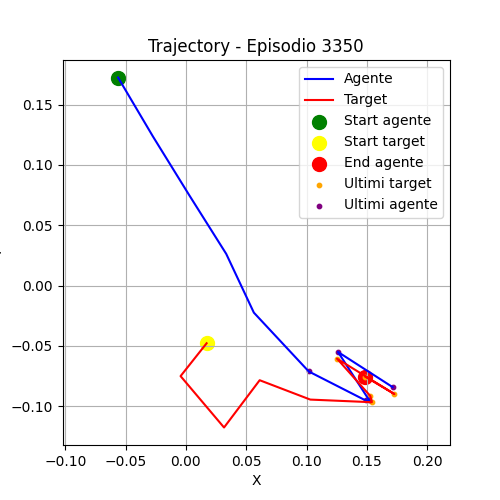 Trajectory - Episodio 3350
Agente
Target
Start agente
Start target
End agente
Ultimi target
Ultimi agente
0.15
0.10
0.05
0.00
−0.05
−0.10
−0.10
−0.05
0.00
0.05
0.10
0.15
0.20
X